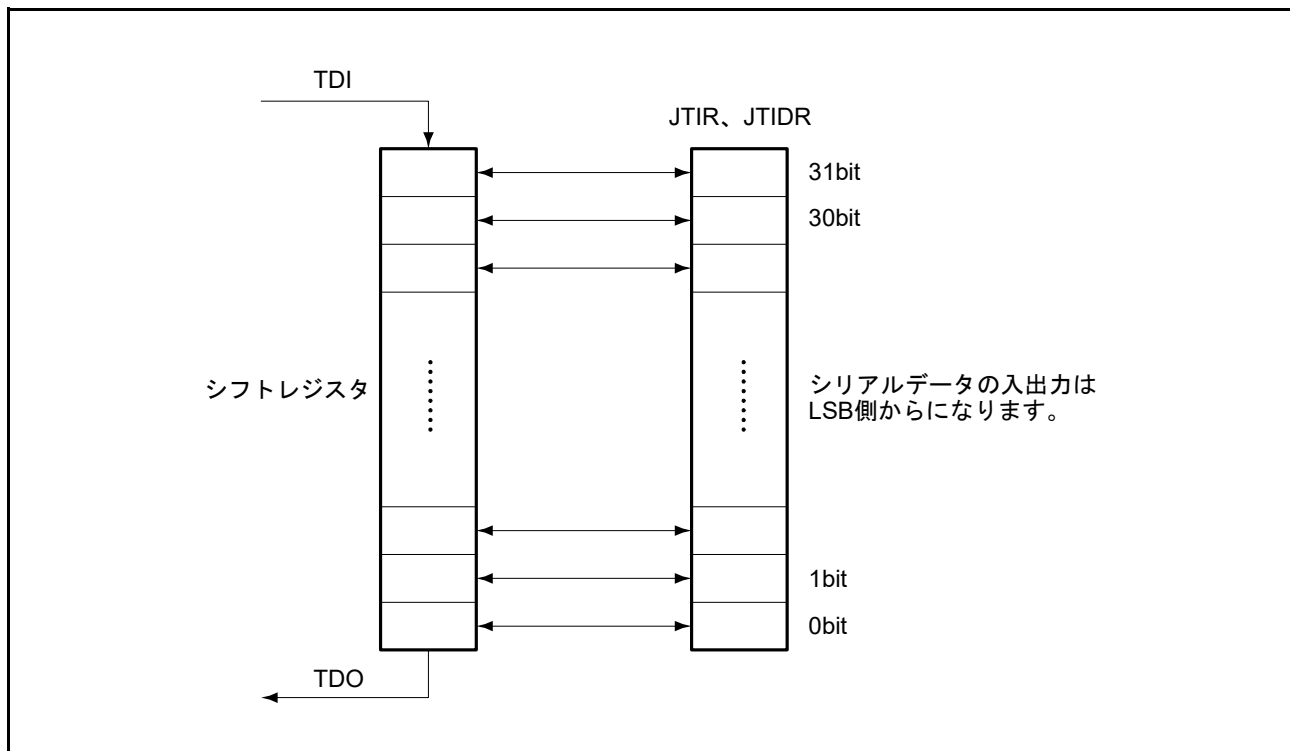 TDI
JTIR、JTIDR
31bit
30bit
シフトレジスタ
シリアルデータの入出力は
LSB側からになります。
1bit
0bit
TDO